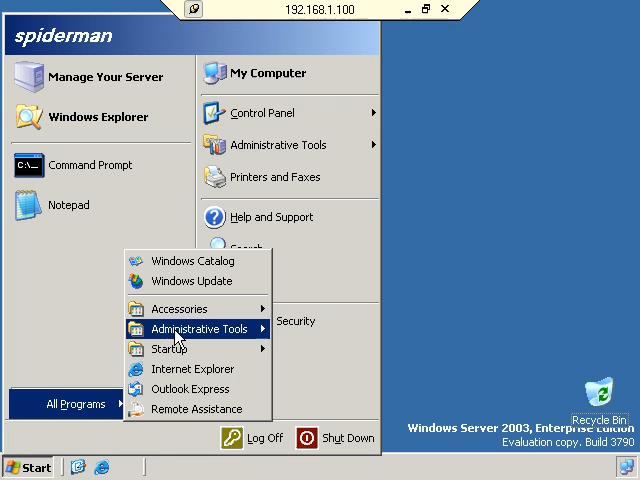 192.168.1.100
spiderman
Manage Your Server
Windows Explorer
C:\_
Command Prompt
Notepad
My Computer
Control Panel
Administrative Tools
Printers and Faxes
Help and Support
Search
Security
Windows Catalog
Windows Update
Accessories
Administrative Tools
Startup
Internet Explorer
Outlook Express
Remote Assistance
All Programs
Log Off
Shut Down
Recycle Bin
Windows Server 2003, Enterprise Edition
Evaluation copy. Build 3790
Start